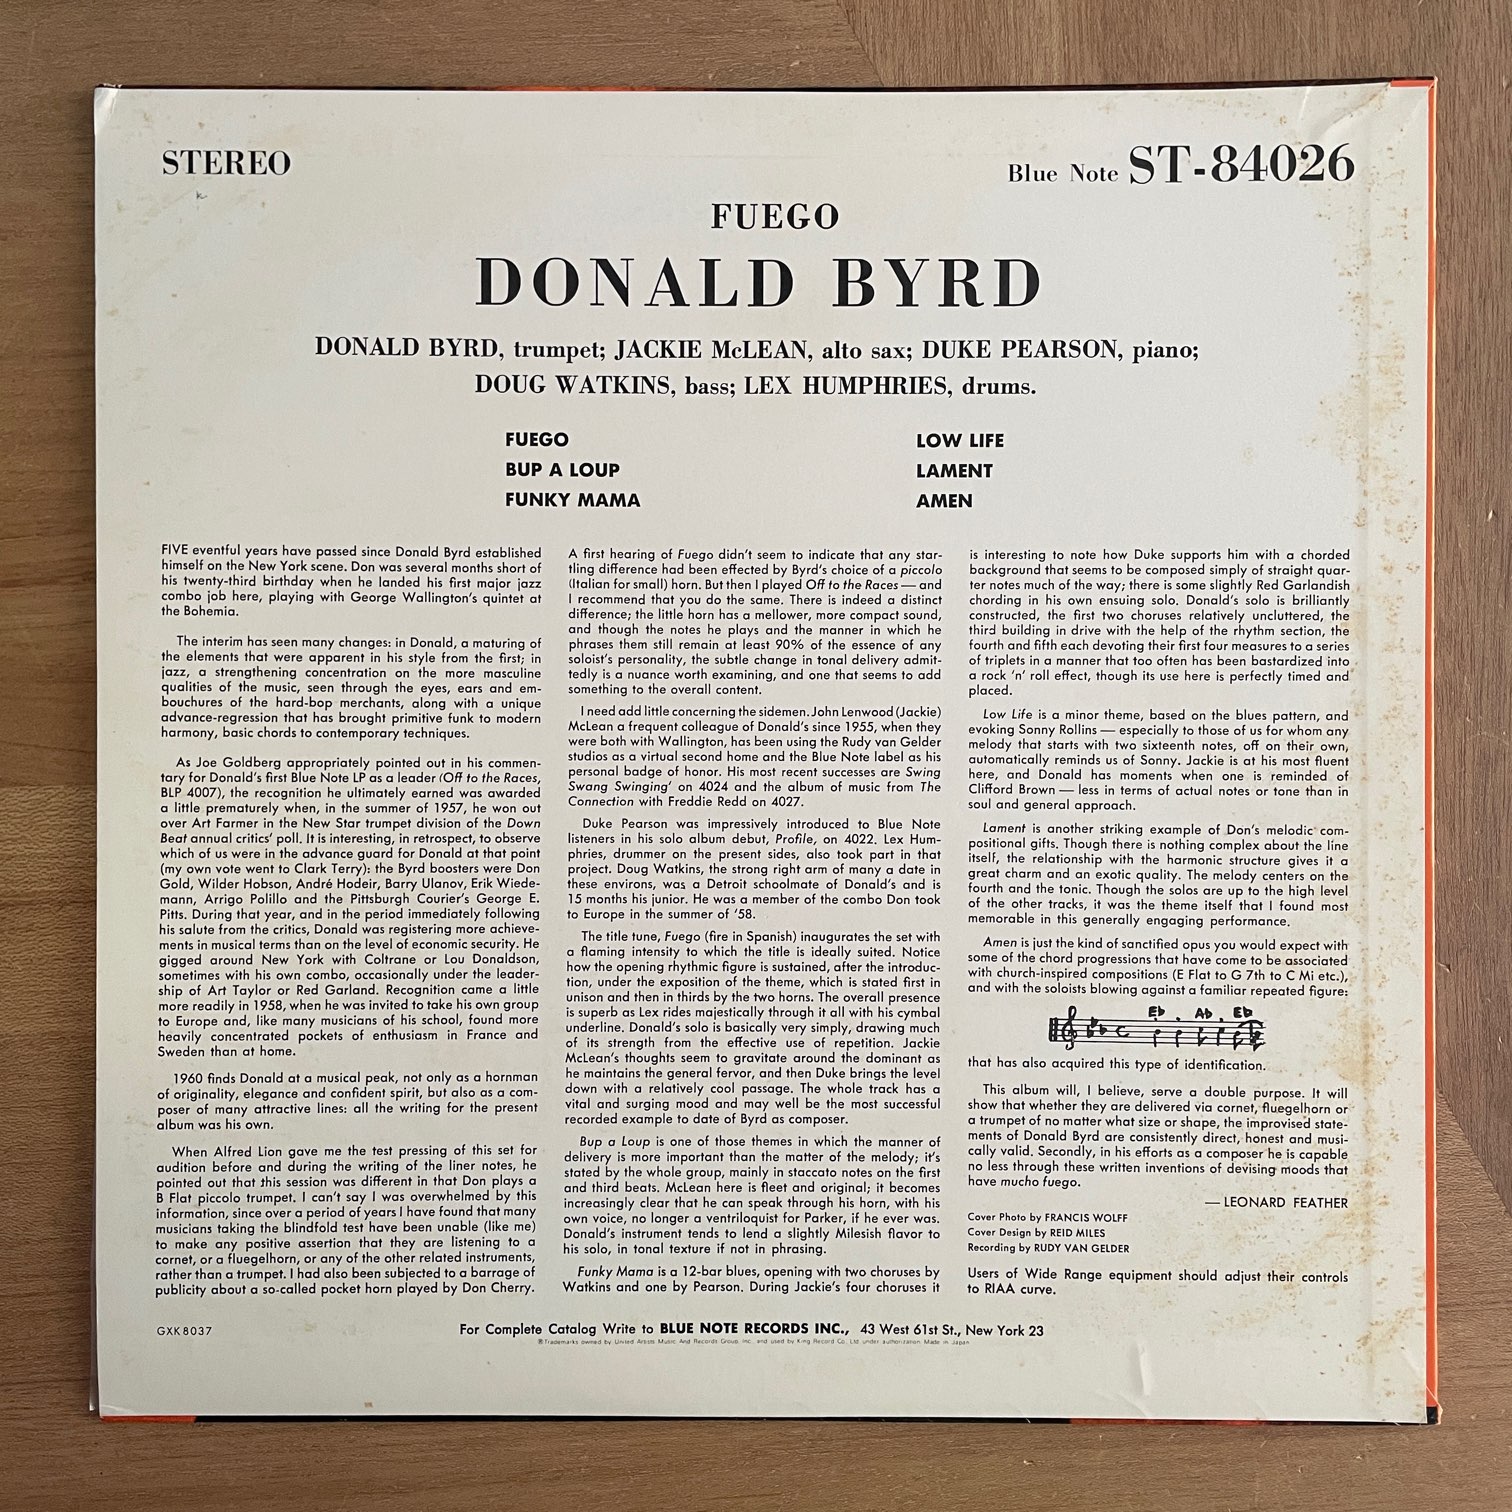 STEREO
Blue Note ST-84026
FUEGO
DONALD BYRD
DONALD BYRD, trumpet; JACKIE McLEAN, alto sax; DUKE PEARSON, piano;
DOUG WATKINS, bass; LEX HUMPHRIES, drums.
FUEGO
BUP A LOUP
FUNKY MAMA
LOW LIFE
LAMENT
AMEN
FIVE eventful years have passed since Donald Byrd established
himself on the New York scene. Don was several months short of
his twenty-third birthday when he landed his first major jazz
combo job here, playing with George Wallington's quintet at
the Bohemia.
The interim has seen many changes: in Donald, a maturing of
the elements that were apparent in his style from the first; in
jazz, a strengthening concentration on the more masculine
qualities of the music, seen through the eyes, ears and em-
bouchures of the hard-bop merchants, along with a unique
advance-regression that has brought primitive funk to modern
harmony, basic chords to contemporary techniques.
As Joe Goldberg appropriately pointed out in his commen-
tary for Donald's first Blue Note LP as a leader (Off to the Races,
BLP 4007), the recognition he ultimately earned was awarded
a little prematurely when, in the summer of 1957, he won out
over Art Farmer in the New Star trumpet division of the Down
Beat annual critics' poll. It is interesting, in retrospect, to observe
which of us were in the advance guard for Donald at that point
(my own vote went to Clark Terry): the Byrd boosters were Don
Gold, Wilder Hobson, André Hodeir, Barry Ulanov, Erik Wiede-
mann, Arrigo Polillo and the Pittsburgh Courier's George E.
Pitts. During that year, and in the period immediately following
his salute from the critics, Donald was registering more achieve-
ments in musical terms than on the level of economic security. He
gigged around New York with Coltrane or Lou Donaldson,
sometimes with his own combo, occasionally under the leader-
ship of Art Taylor or Red Garland. Recognition came a little
more readily in 1958, when he was invited to take his own group
to Europe and, like many musicians of his school, found more
heavily concentrated pockets of enthusiasm in France and
Sweden than at home.
1960 finds Donald at a musical peak, not only as a hornman
of originality, elegance and confident spirit, but also as a com-
poser of many attractive lines: all the writing for the present
album was his own.
When Alfred Lion gave me the test pressing of this set for
audition before and during the writing of the liner notes, he
pointed out that this session was different in that Don plays a
B Flat piccolo trumpet. I can't say I was overwhelmed by this
information, since over a period of years I have found that many
musicians taking the blindfold test have been unable (like me)
to make any positive assertion that they are listening to a
cornet, or a fluegelhorn, or any of the other related instruments,
rather than a trumpet. I had also been subjected to a barrage of
publicity about a so-called pocket horn played by Don Cherry.
A first hearing of Fuego didn't seem to indicate that any star-
tling difference had been effected by Byrd's choice of a piccolo
(Italian for small) horn. But then I played Off to the Races — and
I recommend that you do the same. There is indeed a distinct
difference; the little horn has a mellower, more compact sound,
and though the notes he plays and the manner in which he
phrases them still remain at least 90% of the essence of any
soloist's personality, the subtle change in tonal delivery admit-
tedly is a nuance worth examining, and one that seems to add
something to the overall content.
I need add little concerning the sidemen. John Lenwood (Jackie)
McLean a frequent colleague of Donald's since 1955, when they
were both with Wallington, has been using the Rudy van Gelder
studios as a virtual second home and the Blue Note label as his
personal badge of honor. His most recent successes are Swing
Swang Swinging' on 4024 and the album of music from The
Connection with Freddie Redd on 4027.
Duke Pearson was impressively introduced to Blue Note
listeners in his solo album debut, Profile, on 4022. Lex Hum-
phries, drummer on the present sides, also took part in that
project. Doug Watkins, the strong right arm of many a date in
these environs, was a Detroit schoolmate of Donald's and is
15 months his junior. He was a member of the combo Don took
to Europe in the summer of '58.
The title tune, Fuego (fire in Spanish) inaugurates the set with
a flaming intensity to which the title is ideally suited. Notice
how the opening rhythmic figure is sustained, after the introduc-
tion, under the exposition of the theme, which is stated first in
unison and then in thirds by the two horns. The overall presence
is superb as Lex rides majestically through it all with his cymbal
underline. Donald's solo is basically very simply, drawing much
of its strength from the effective use of repetition. Jackie
McLean's thoughts seem to gravitate around the dominant as
he maintains the general fervor, and then Duke brings the level
down with a relatively cool passage. The whole track has a
vital and surging mood and may well be the most successful
recorded example to date of Byrd as composer.
Bup a Loup is one of those themes in which the manner of
delivery is more important than the matter of the melody; it's
stated by the whole group, mainly in staccato notes on the first
and third beats. McLean here is fleet and original; it becomes
increasingly clear that he can speak through his horn, with his
own voice, no longer a ventriloquist for Parker, if he ever was.
Donald's instrument tends to lend a slightly Milesish flavor to
his solo, in tonal texture if not in phrasing.
Funky Mama is a 12-bar blues, opening with two choruses by
Watkins and one by Pearson. During Jackie's four choruses it
is interesting to note how Duke supports him with a chorded
background that seems to be composed simply of straight quar-
ter notes much of the way; there is some slightly Red Garlandish
chording in his own ensuing solo. Donald's solo is brilliantly
constructed, the first two choruses relatively uncluttered, the
third building in drive with the help of the rhythm section, the
fourth and fifth each devoting their first four measures to a series
of triplets in a manner that too often has been bastardized into
a rock 'n' roll effect, though its use here is perfectly timed and
placed.
Low Life is a minor theme, based on the blues pattern, and
evoking Sonny Rollins — especially to those of us for whom any
melody that starts with two sixteenth notes, off on their own,
automatically reminds us of Sonny. Jackie is at his most fluent
here, and Donald has moments when one is reminded of
Clifford Brown — less in terms of actual notes or tone than in
soul and general approach.
Lament is another striking example of Don's melodic com-
positional gifts. Though there is nothing complex about the line
itself, the relationship with the harmonic structure gives it a
great charm and an exotic quality. The melody centers on the
fourth and the tonic. Though the solos are up to the high level
of the other tracks, it was the theme itself that I found most
memorable in this generally engaging performance.
Amen is just the kind of sanctified opus you would expect with
some of the chord progressions that have come to be associated
with church-inspired compositions (E Flat to G 7th to C Mi etc.),
and with the soloists blowing against a familiar repeated figure:
E♭ A♭ E♭
that has also acquired this type of identification.
This album will, I believe, serve a double purpose. It will
show that whether they are delivered via cornet, fluegelhorn or
a trumpet of no matter what size or shape, the improvised state-
ments of Donald Byrd are consistently direct, honest and musi-
cally valid. Secondly, in his efforts as a composer he is capable
no less through these written inventions of devising moods that
have mucho fuego.
— LEONARD FEATHER
Cover Photo by FRANCIS WOLFF
Cover Design by REID MILES
Recording by RUDY VAN GELDER
Users of Wide Range equipment should adjust their controls
to RIAA curve.
GXK 8037
For Complete Catalog Write to BLUE NOTE RECORDS INC., 43 West 61st St., New York 23
®Trademarks owned by United Artists Music And Records Group, Inc. and used by King Record Co., Ltd. under authorization Made in Japan